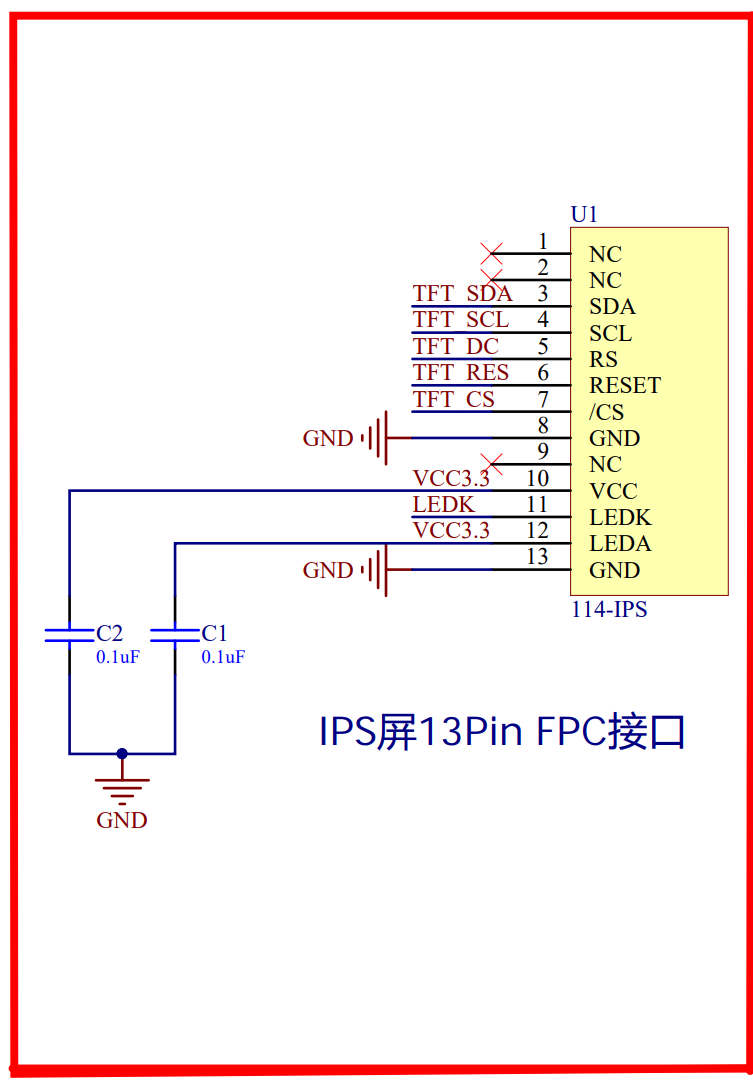 U1
1 NC
2 NC
TFT_SDA 3 SDA
TFT_SCL 4 SCL
TFT_DC 5 RS
TFT_RES 6 RESET
TFT_CS 7 /CS
GND 8 GND
9 NC
VCC3.3 10 VCC
LEDK 11 LEDK
VCC3.3 12 LEDA
GND 13 GND
114-IPS
C2 C1
0.1uF 0.1uF
IPS屏13Pin FPC接口
GND